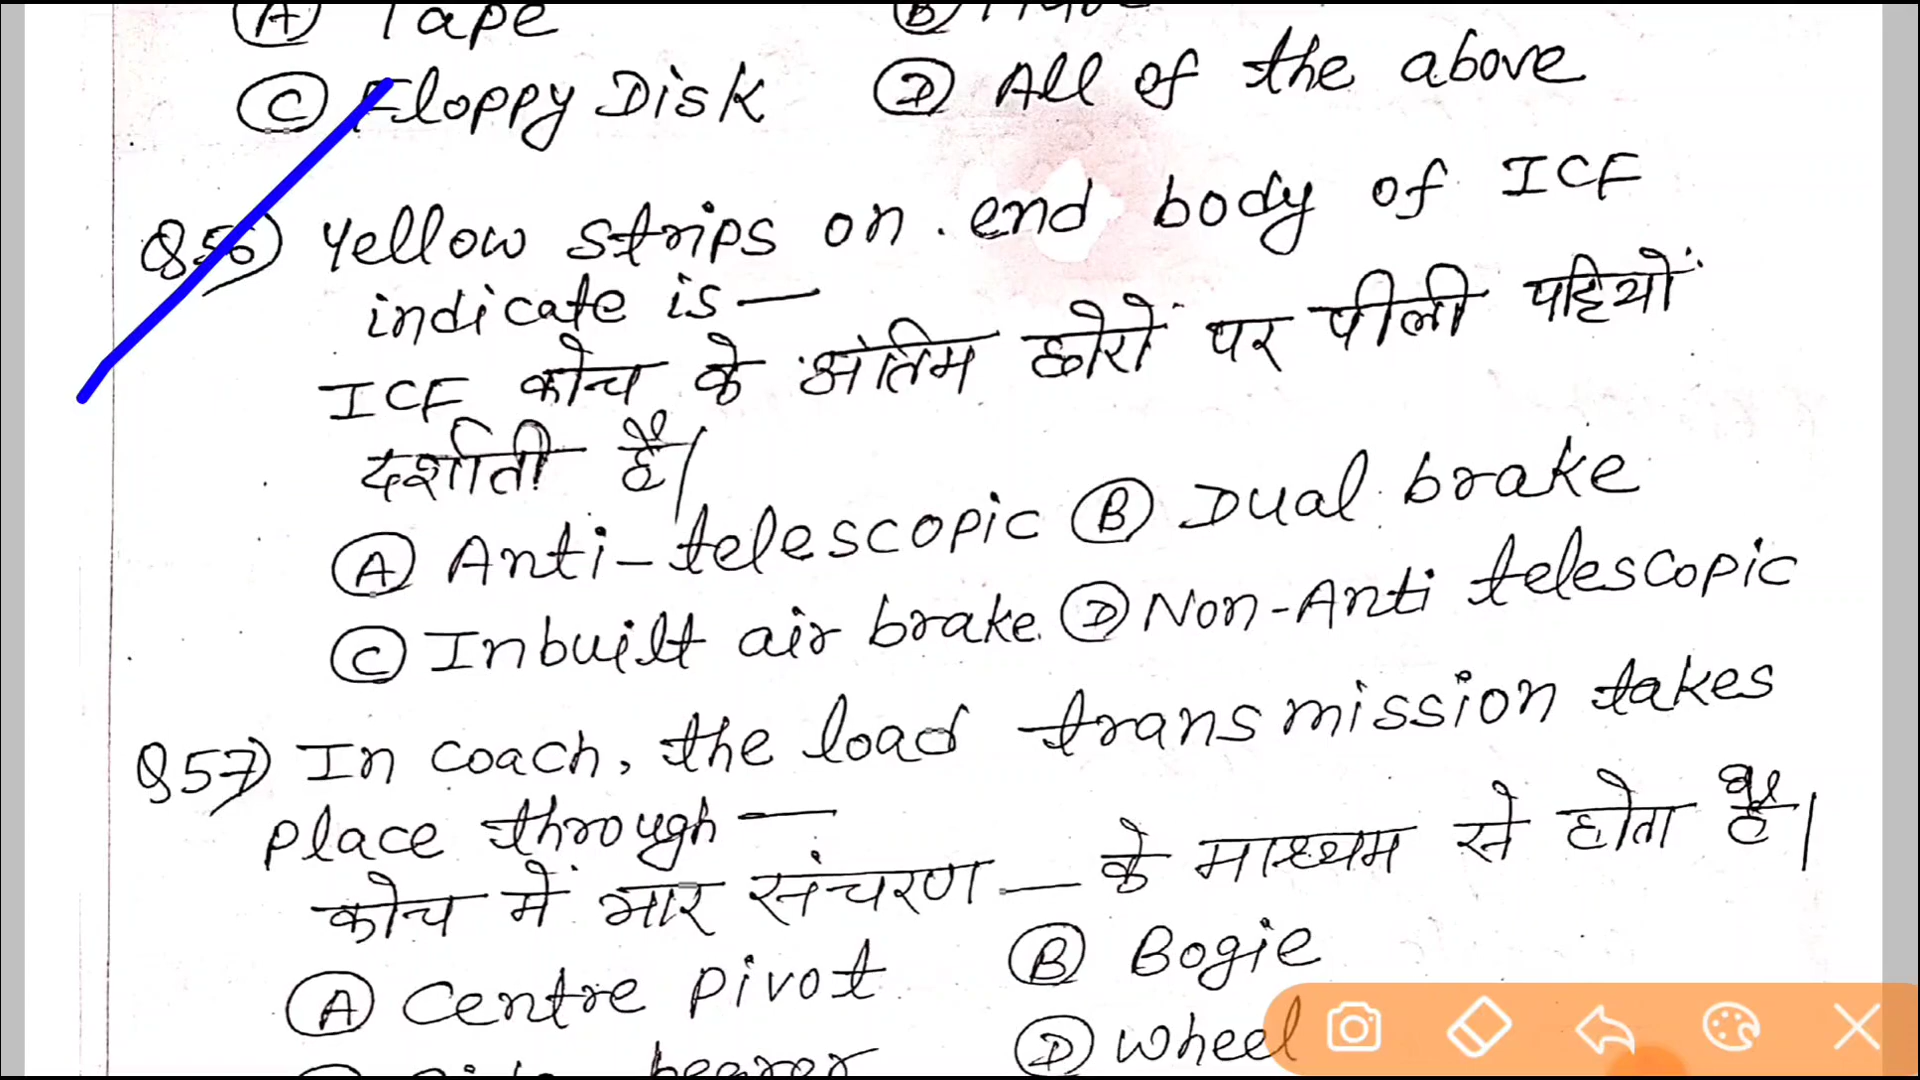 (A) Tape (B)
(C) Floppy Disk (D) All of the above
Q56) Yellow strips on end body of ICF
indicate is —
ICF कोच के अंतिम छोरों पर पीली पट्टियों
दर्शाती है।
(A) Anti-telescopic (B) Dual brake
(C) Inbuilt air brake (D) Non-Anti telescopic
Q57) In coach, the load transmission takes
place through —
कोच में भार संचरण — के माध्यम से होता है।
(A) Centre pivot (B) Bogie
bearer (D) wheel